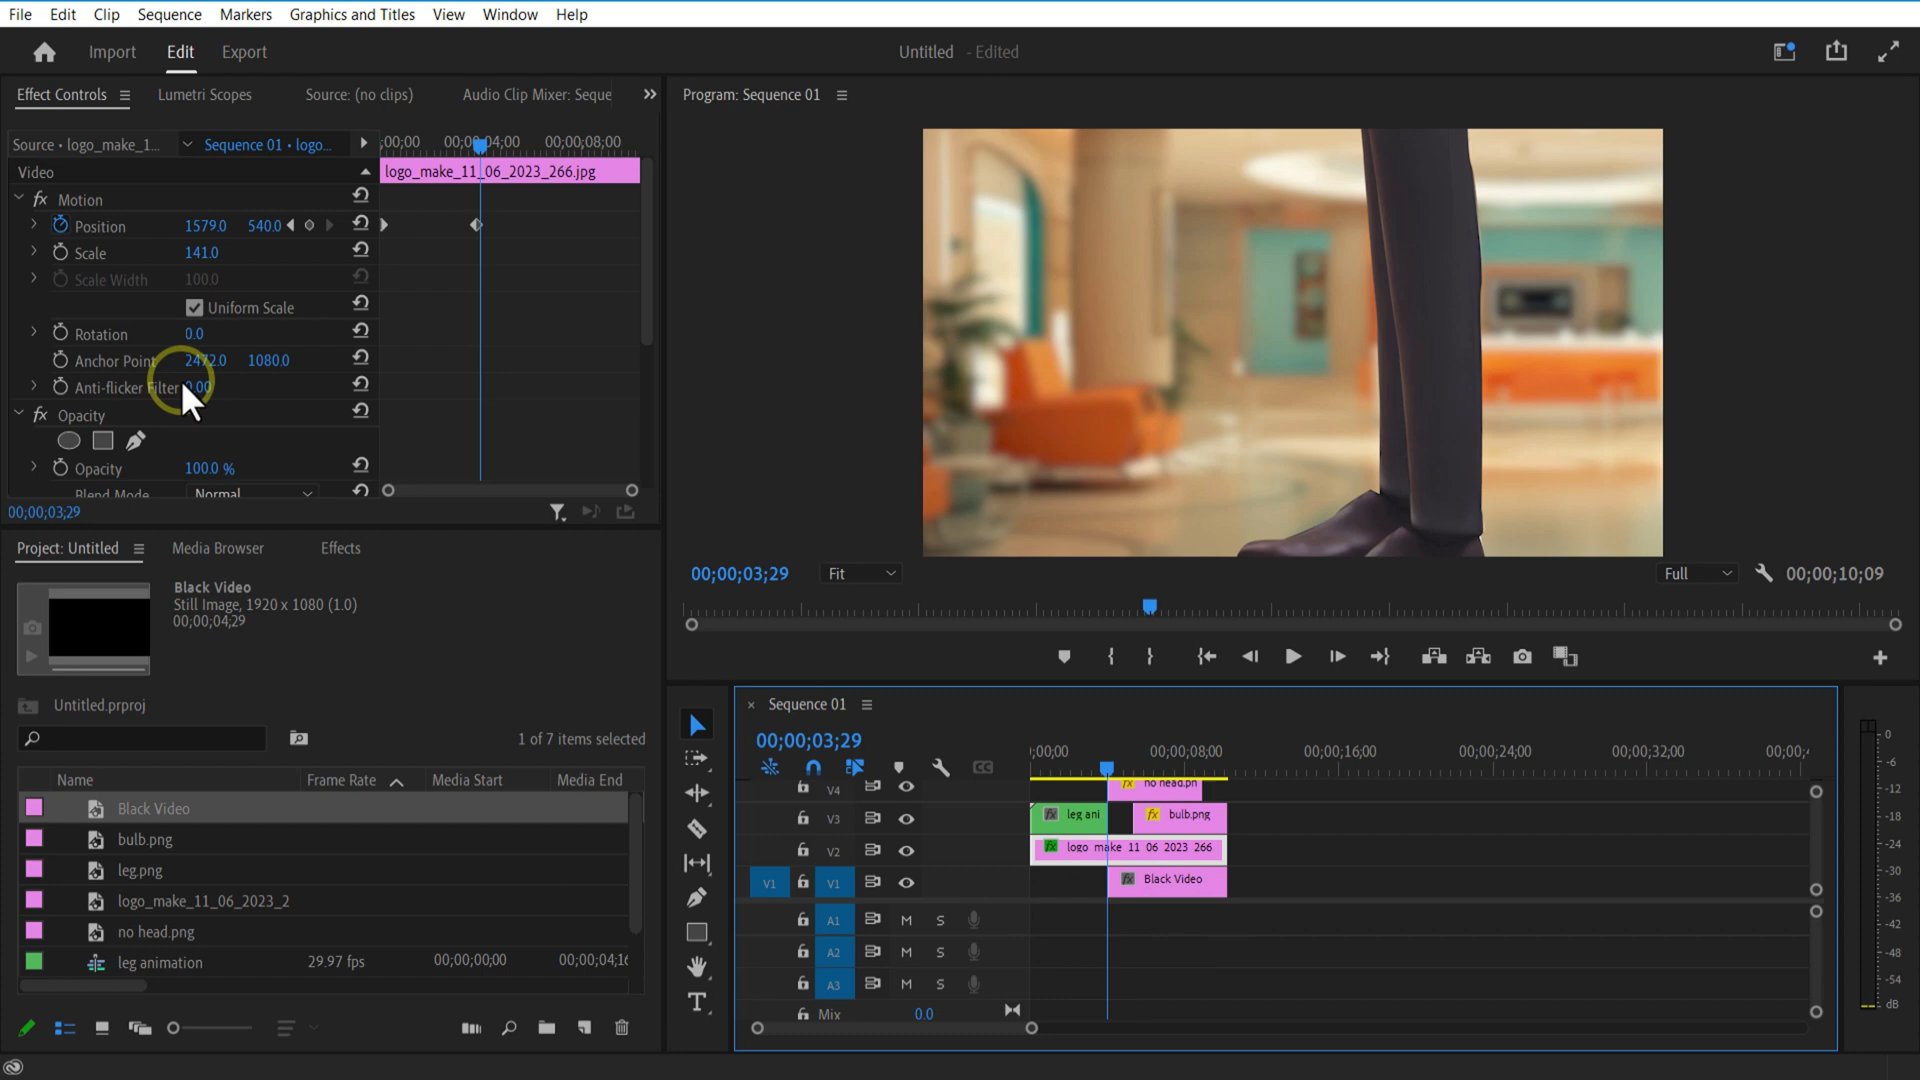 File Edit Clip Sequence Markers Graphics and Titles View Window Help
Import Edit Export
Untitled - Edited
Effect Controls Lumetri Scopes Source: (no clips) Audio Clip Mixer: Seque
Program: Sequence 01
Source • logo_make_1... Sequence 01 • logo...
;00;00 00;00;04;00 00;00;08;00
Video
logo_make_11_06_2023_266.jpg
fx Motion
Position 1579.0 540.0
Scale 141.0
Scale Width 100.0
Uniform Scale
Rotation 0.0
Anchor Point 2472.0 1080.0
Anti-flicker Filter 0.00
fx Opacity
Opacity 100.0 %
Blend Mode Normal
00;00;03;29
00;00;03;29 Fit Full 00;00;10;09
Project: Untitled Media Browser Effects
Black Video
Still Image, 1920 x 1080 (1.0)
00;00;04;29
Untitled.prproj
1 of 7 items selected
Name Frame Rate Media Start Media End
Black Video
bulb.png
leg.png
logo_make_11_06_2023_2
no head.png
leg animation 29.97 fps 00;00;00;00 00;00;04;16
× Sequence 01
00;00;03;29
;00;00 00;00;08;00 00;00;16;00 00;00;24;00 00;00;32;00 00;00;4
V4 fx no head.pn
V3 fx leg ani fx bulb.png
V2 fx logo_make_11_06_2023_266
V1 V1 fx Black Video
A1 M S
A2 M S
A3 M S
Mix 0.0
0
-6
-12
-18
-24
-30
-36
-42
-48
-54
dB